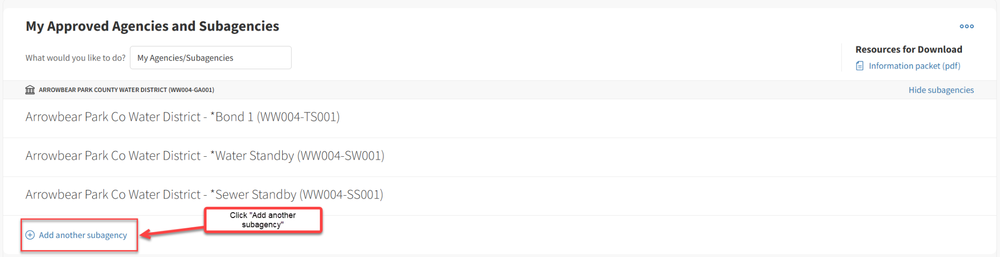 My Approved Agencies and Subagencies
What would you like to do? My Agencies/Subagencies
Resources for Download
Information packet (pdf)
ARROWBEAR PARK COUNTY WATER DISTRICT (WW004-GA001)
Hide subagencies
Arrowbear Park Co Water District - *Bond 1 (WW004-TS001)
Arrowbear Park Co Water District - *Water Standby (WW004-SW001)
Arrowbear Park Co Water District - *Sewer Standby (WW004-SS001)
Click "Add another
subagency"
Add another subagency